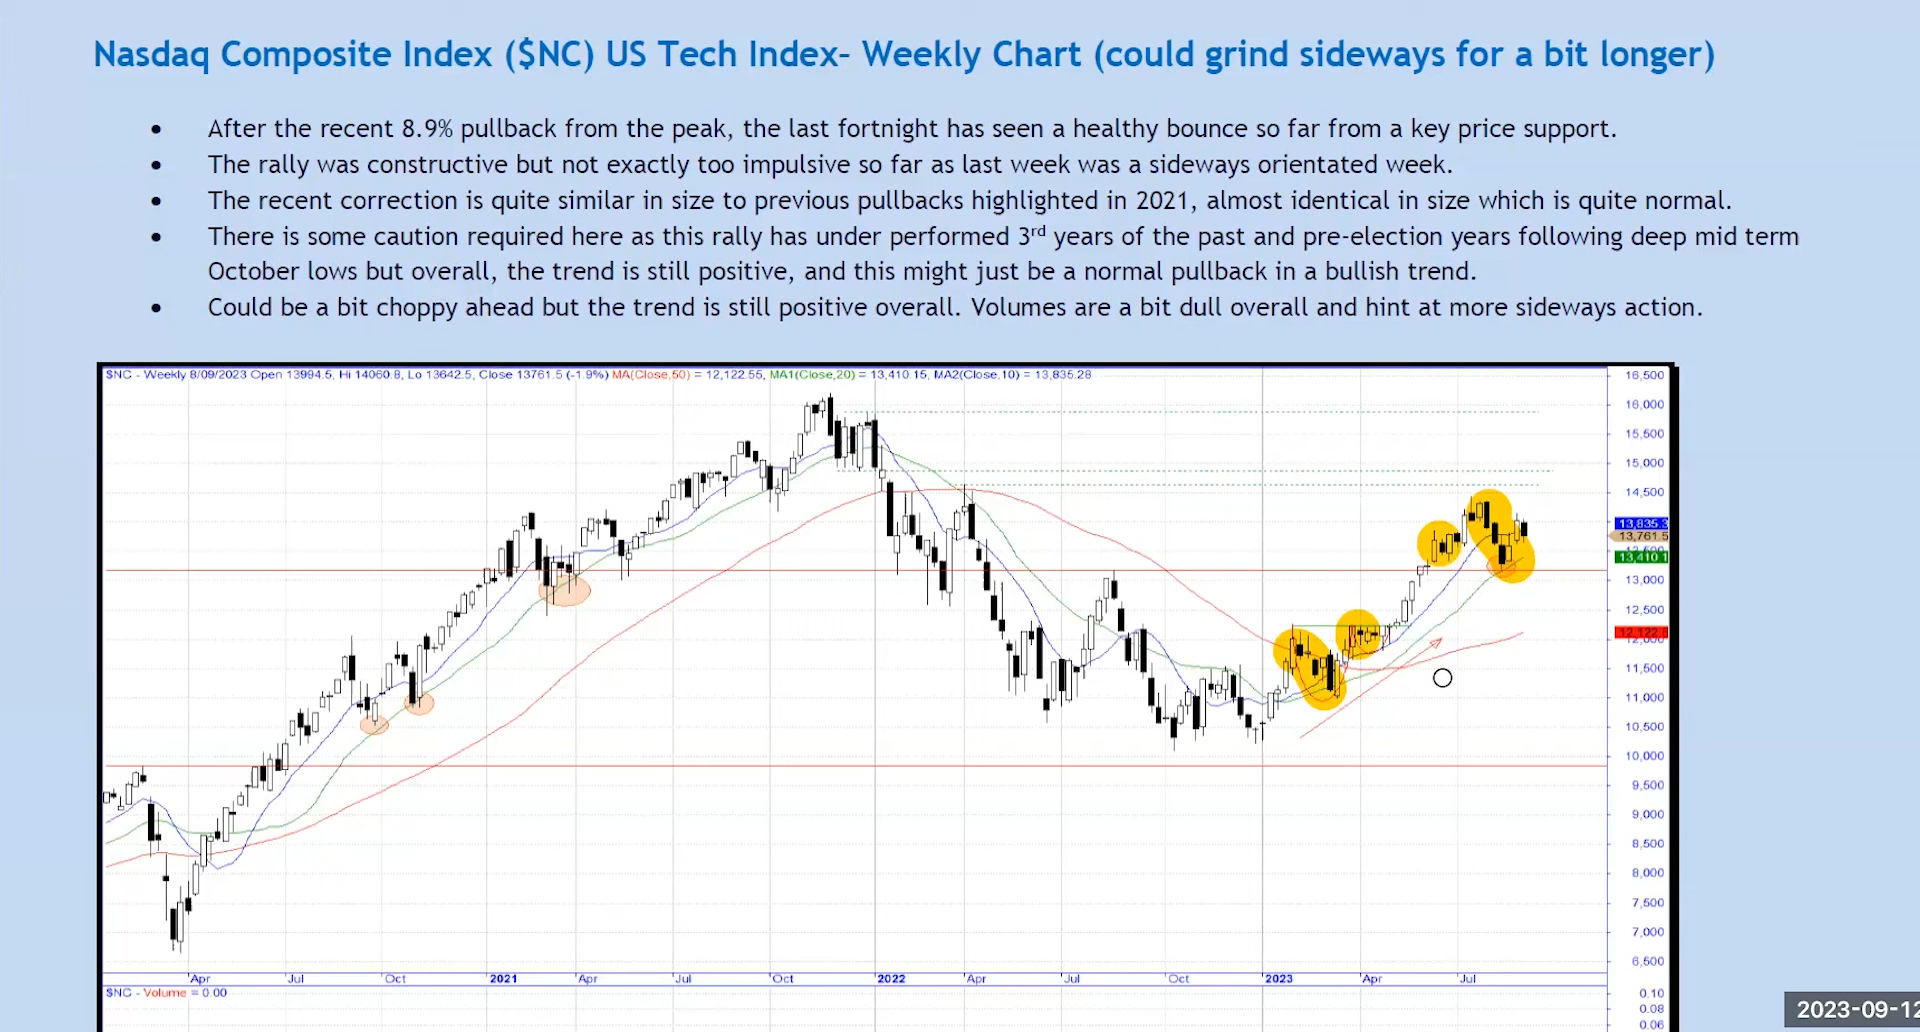 Nasdaq Composite Index ($NC) US Tech Index- Weekly Chart (could grind sideways for a bit longer)
• After the recent 8.9% pullback from the peak, the last fortnight has seen a healthy bounce so far from a key price support.
• The rally was constructive but not exactly too impulsive so far as last week was a sideways orientated week.
• The recent correction is quite similar in size to previous pullbacks highlighted in 2021, almost identical in size which is quite normal.
• There is some caution required here as this rally has under performed 3rd years of the past and pre-election years following deep mid term
October lows but overall, the trend is still positive, and this might just be a normal pullback in a bullish trend.
• Could be a bit choppy ahead but the trend is still positive overall. Volumes are a bit dull overall and hint at more sideways action.
$NC - Weekly 8/09/2023 Open 13994.5, Hi 14060.8, Lo 13642.5, Close 13761.5 (-1.9%) MA(Close,50) = 12,122.55, MA1(Close,20) = 13,410.15, MA2(Close,10) = 13,835.28
16,500
16,000
15,500
15,000
14,500
13,835.3
13,761.5
13,410.1
13,000
12,500
11,500
11,000
10,500
10,000
9,500
9,000
8,500
8,000
7,500
7,000
6,500
Apr Jul Oct 2021 Apr Jul Oct 2022 Apr Jul Oct 2023 Apr Jul
$NC - Volume = 0.00
0.10
0.08
0.06
2023-09-12